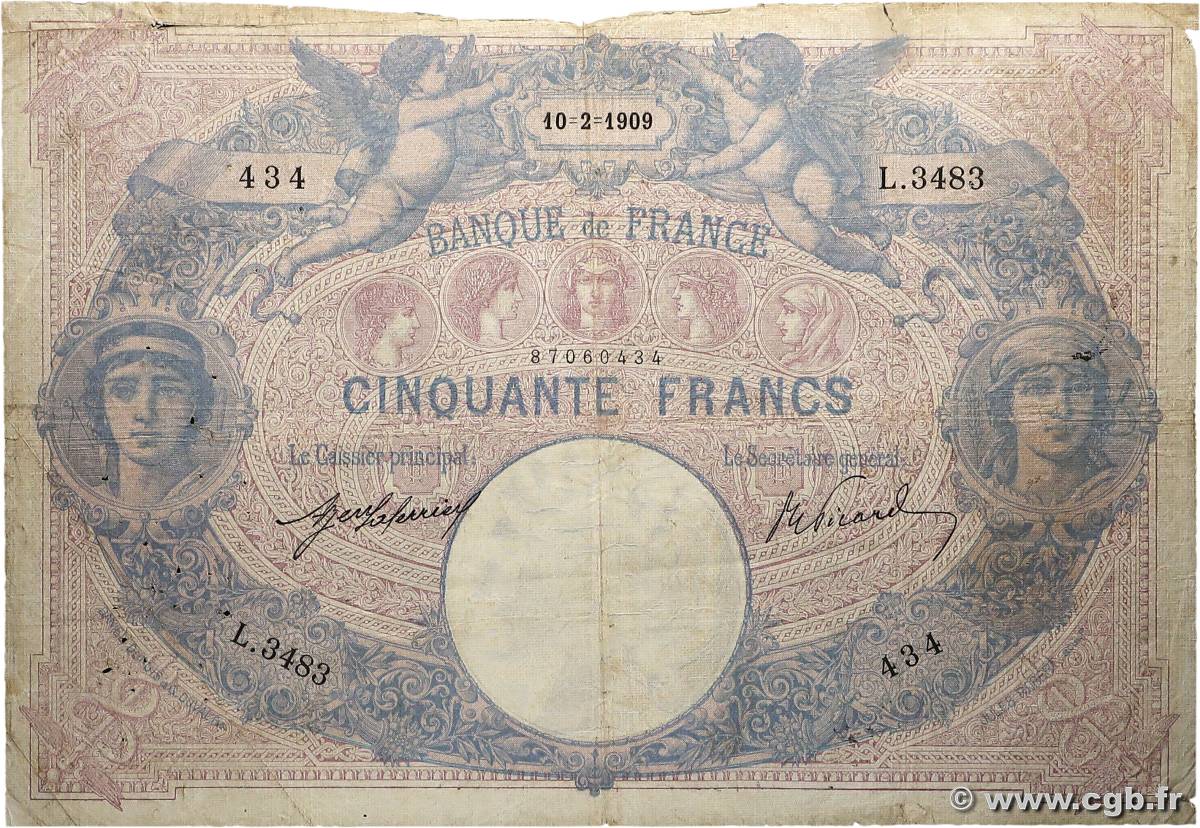 10=2=1909
434
L.3483
BANQUE de FRANCE
87060434
CINQUANTE FRANCS
Le Caissier principal.
Le Secrétaire général.
L.3483
434
© www.cgb.fr